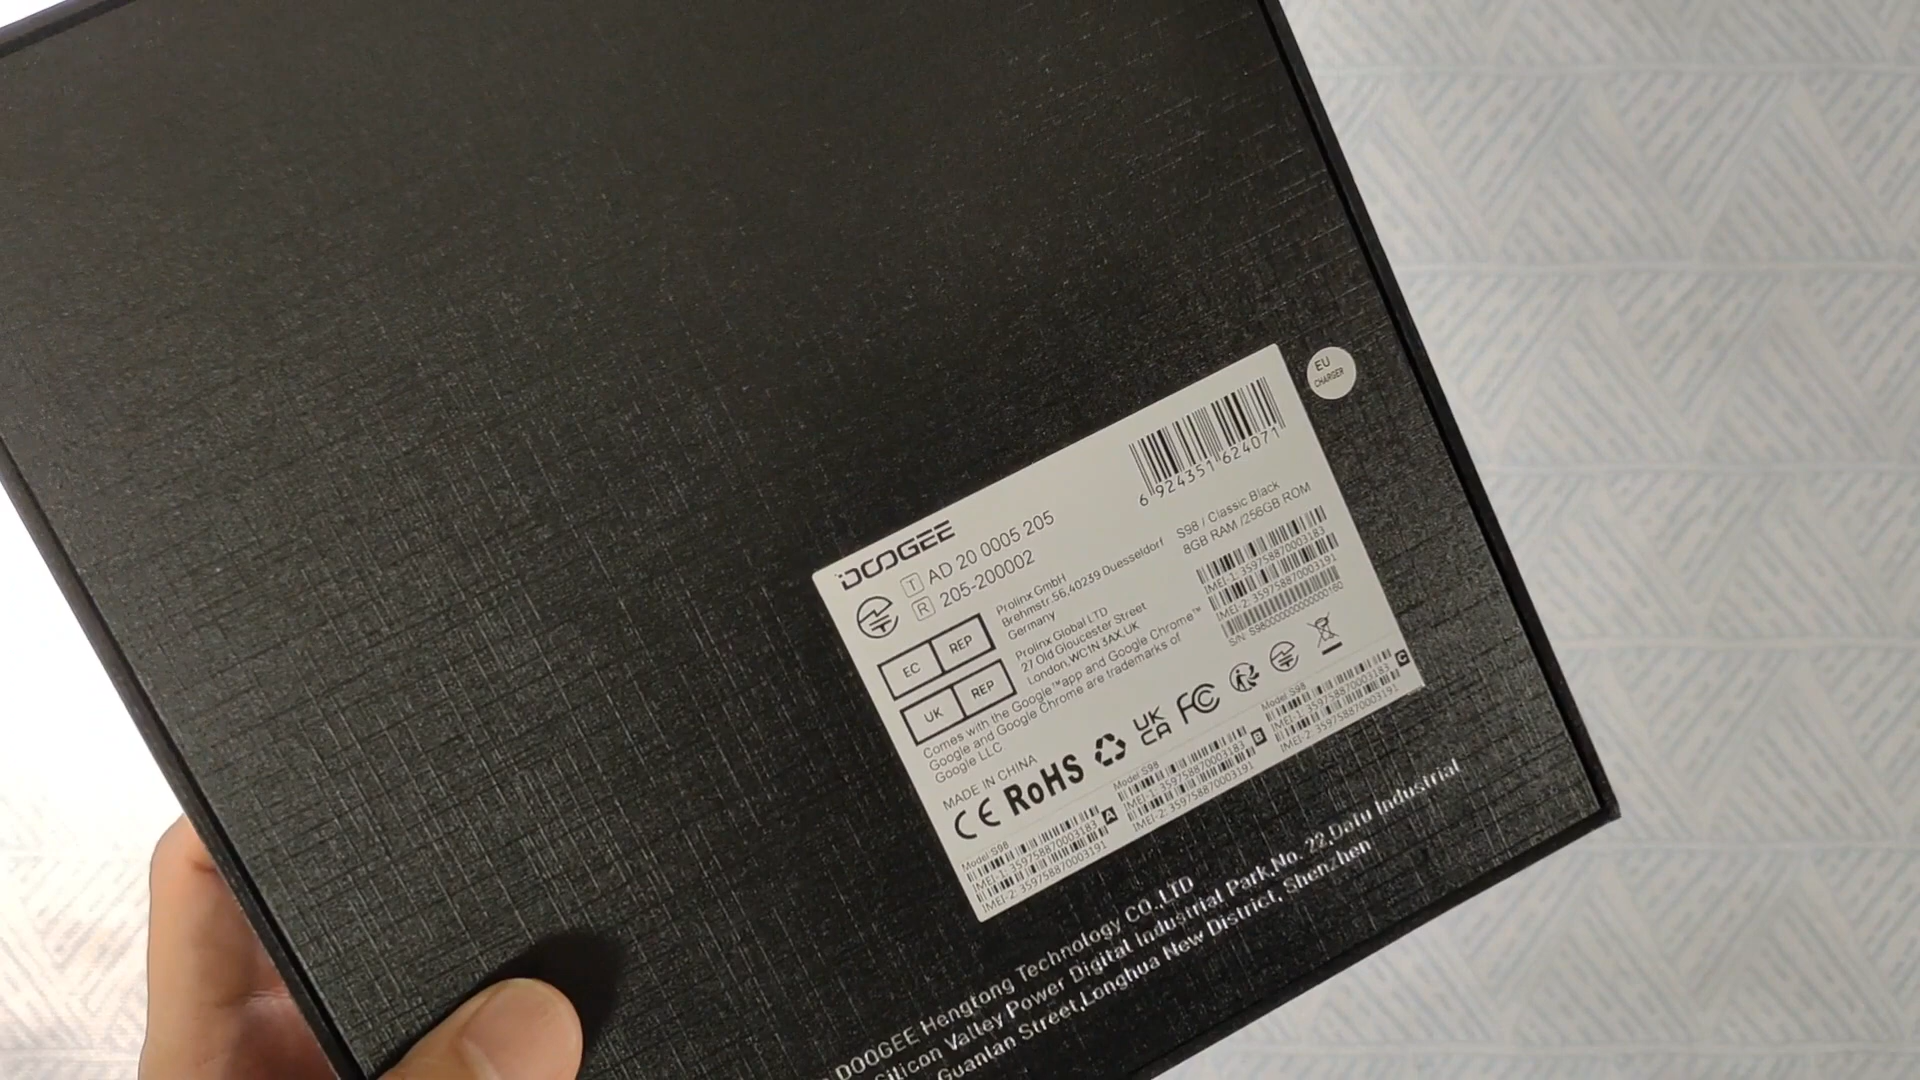 EU
CHARGER
6 924351 624071
DOOGEE
T AD 20 0005 205
R 205-200002
S98 / Classic Black
8GB RAM /256GB ROM
IMEI-1: 359758870003183
IMEI-2: 359758870003191
S/N: S98000000000000160
EC REP
Prolinx GmbH
Brehmstr.56,40239 Duesseldorf
Germany
UK REP
Prolinx Global LTD
27 Old Gloucester Street
London,WC1N 3AX,UK
Comes with the Google™app and Google Chrome™
Google and Google Chrome are trademarks of
Google LLC
MADE IN CHINA
CE RoHS UK CA FC
Model:S98
IMEI-1: 359758870003183
IMEI-2: 359758870003191
A
Model:S98
IMEI-1: 359758870003183
IMEI-2: 359758870003191
B
Model:S98
IMEI-1: 359758870003183
IMEI-2: 359758870003191
C
DOOGEE Hengtong Technology CO.,LTD
Silicon Valley Power Digital Industrial Park,No. 22,Dafu Industrial
Guanlan Street,Longhua New District, Shenzhen